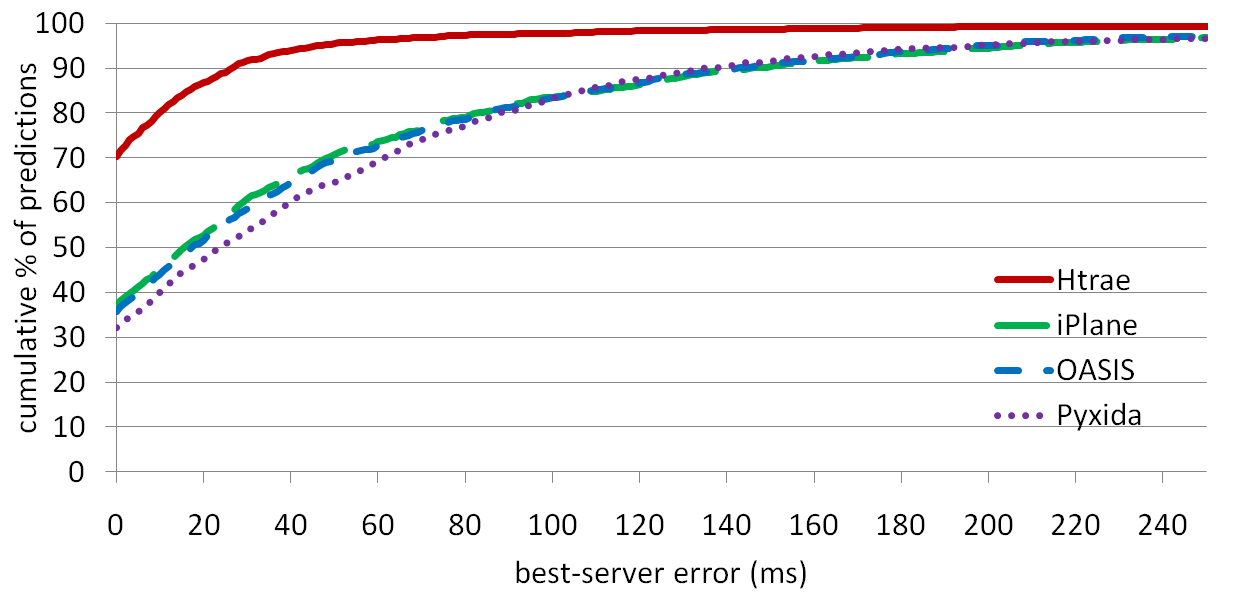 cumulative % of predictions
100
90
80
70
60
50
40
30
20
10
0
Htrae
iPlane
OASIS
Pyxida
0 20 40 60 80 100 120 140 160 180 200 220 240
best-server error (ms)